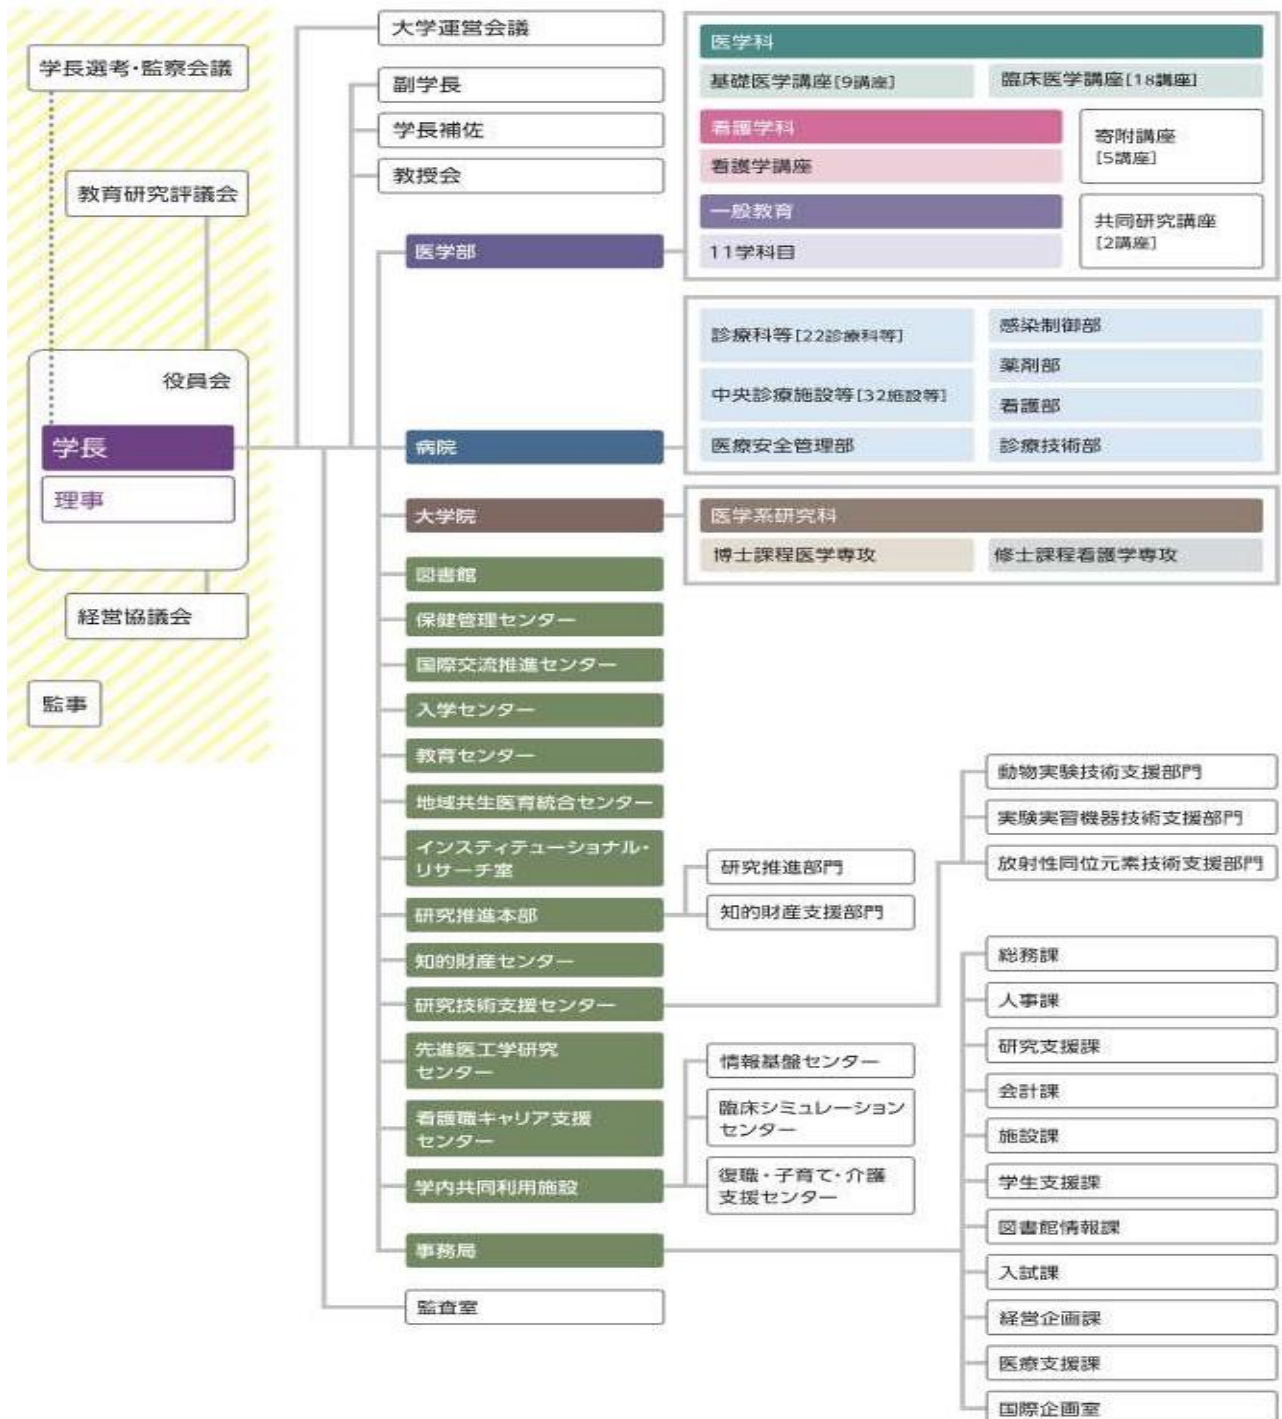 学長選考・監察会議
教育研究評議会
役員会
学長
理事
経営協議会
監事
大学運営会議
副学長
学長補佐
教授会
医学部
医学科
基礎医学講座[9講座]
臨床医学講座[18講座]
看護学科
看護学講座
寄附講座
[5講座]
一般教育
11学科目
共同研究講座
[2講座]
病院
診療科等[22診療科等]
中央診療施設等[32施設等]
医療安全管理部
感染制御部
薬剤部
看護部
診療技術部
大学院
医学系研究科
博士課程医学専攻
修士課程看護学専攻
図書館
保健管理センター
国際交流推進センター
入学センター
教育センター
地域共生医育統合センター
インスティテューショナル・
リサーチ室
研究推進本部
研究推進部門
知的財産支援部門
知的財産センター
研究技術支援センター
動物実験技術支援部門
実験実習機器技術支援部門
放射性同位元素技術支援部門
先進医工学研究
センター
看護職キャリア支援
センター
学内共同利用施設
情報基盤センター
臨床シミュレーション
センター
復職・子育て・介護
支援センター
事務局
総務課
人事課
研究支援課
会計課
施設課
学生支援課
図書館情報課
入試課
経営企画課
医療支援課
国際企画室
監査室